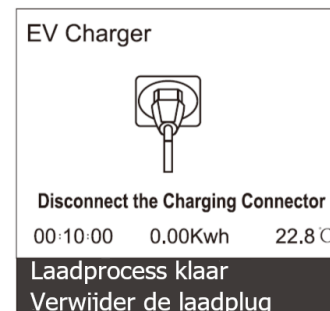 EV Charger
Disconnect the Charging Connector
00:10:00 0.00Kwh 22.8℃
Laadprocess klaar
Verwijder de laadplug